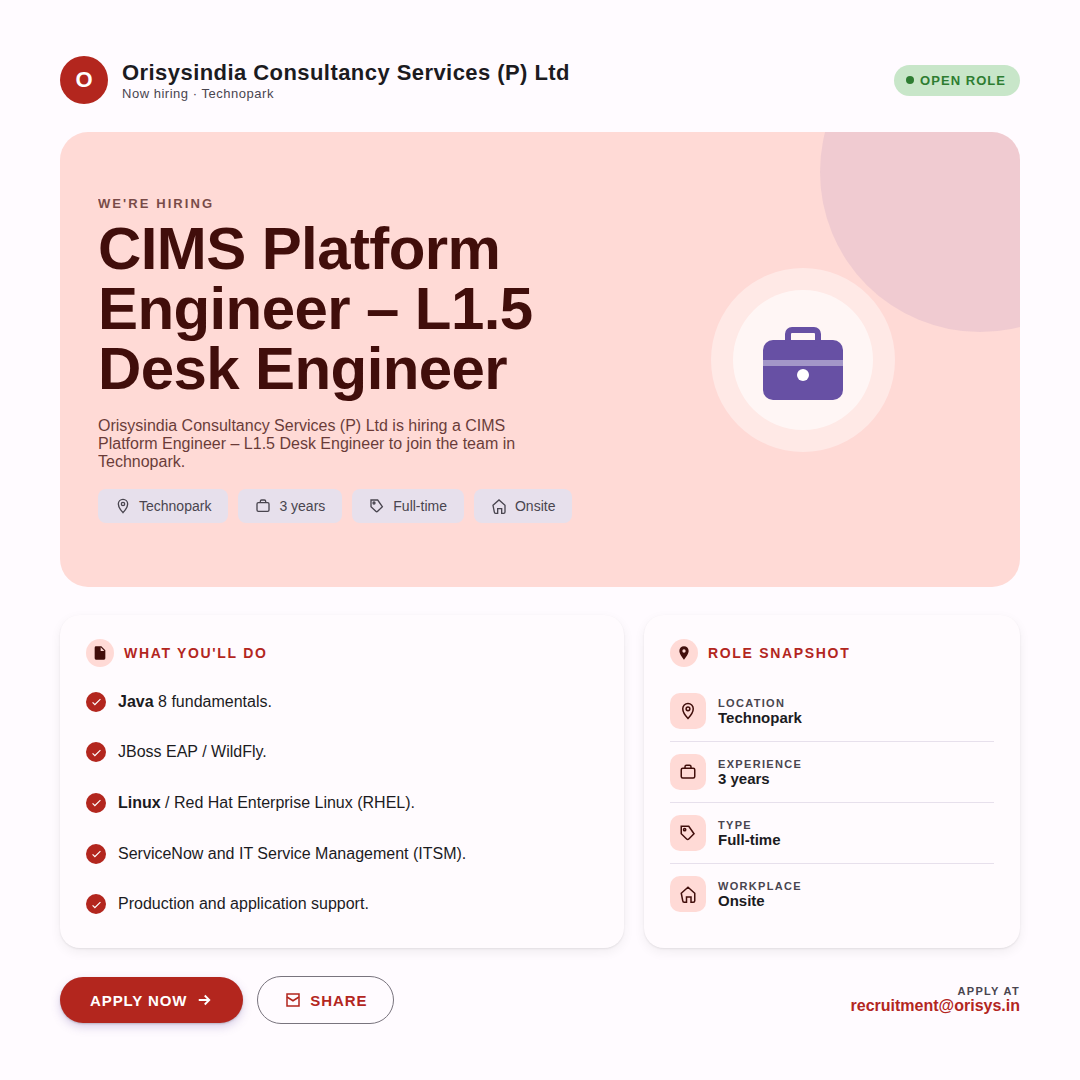 O
Orisysindia Consultancy Services (P) Ltd
Now hiring · Technopark
OPEN ROLE
WE'RE HIRING
CIMS Platform
Engineer – L1.5
Desk Engineer
Orisysindia Consultancy Services (P) Ltd is hiring a CIMS
Platform Engineer – L1.5 Desk Engineer to join the team in
Technopark.
Technopark
3 years
Full-time
Onsite
WHAT YOU'LL DO
Java 8 fundamentals.
JBoss EAP / WildFly.
Linux / Red Hat Enterprise Linux (RHEL).
ServiceNow and IT Service Management (ITSM).
Production and application support.
ROLE SNAPSHOT
LOCATION
Technopark
EXPERIENCE
3 years
TYPE
Full-time
WORKPLACE
Onsite
APPLY NOW
SHARE
APPLY AT
recruitment@orisys.in